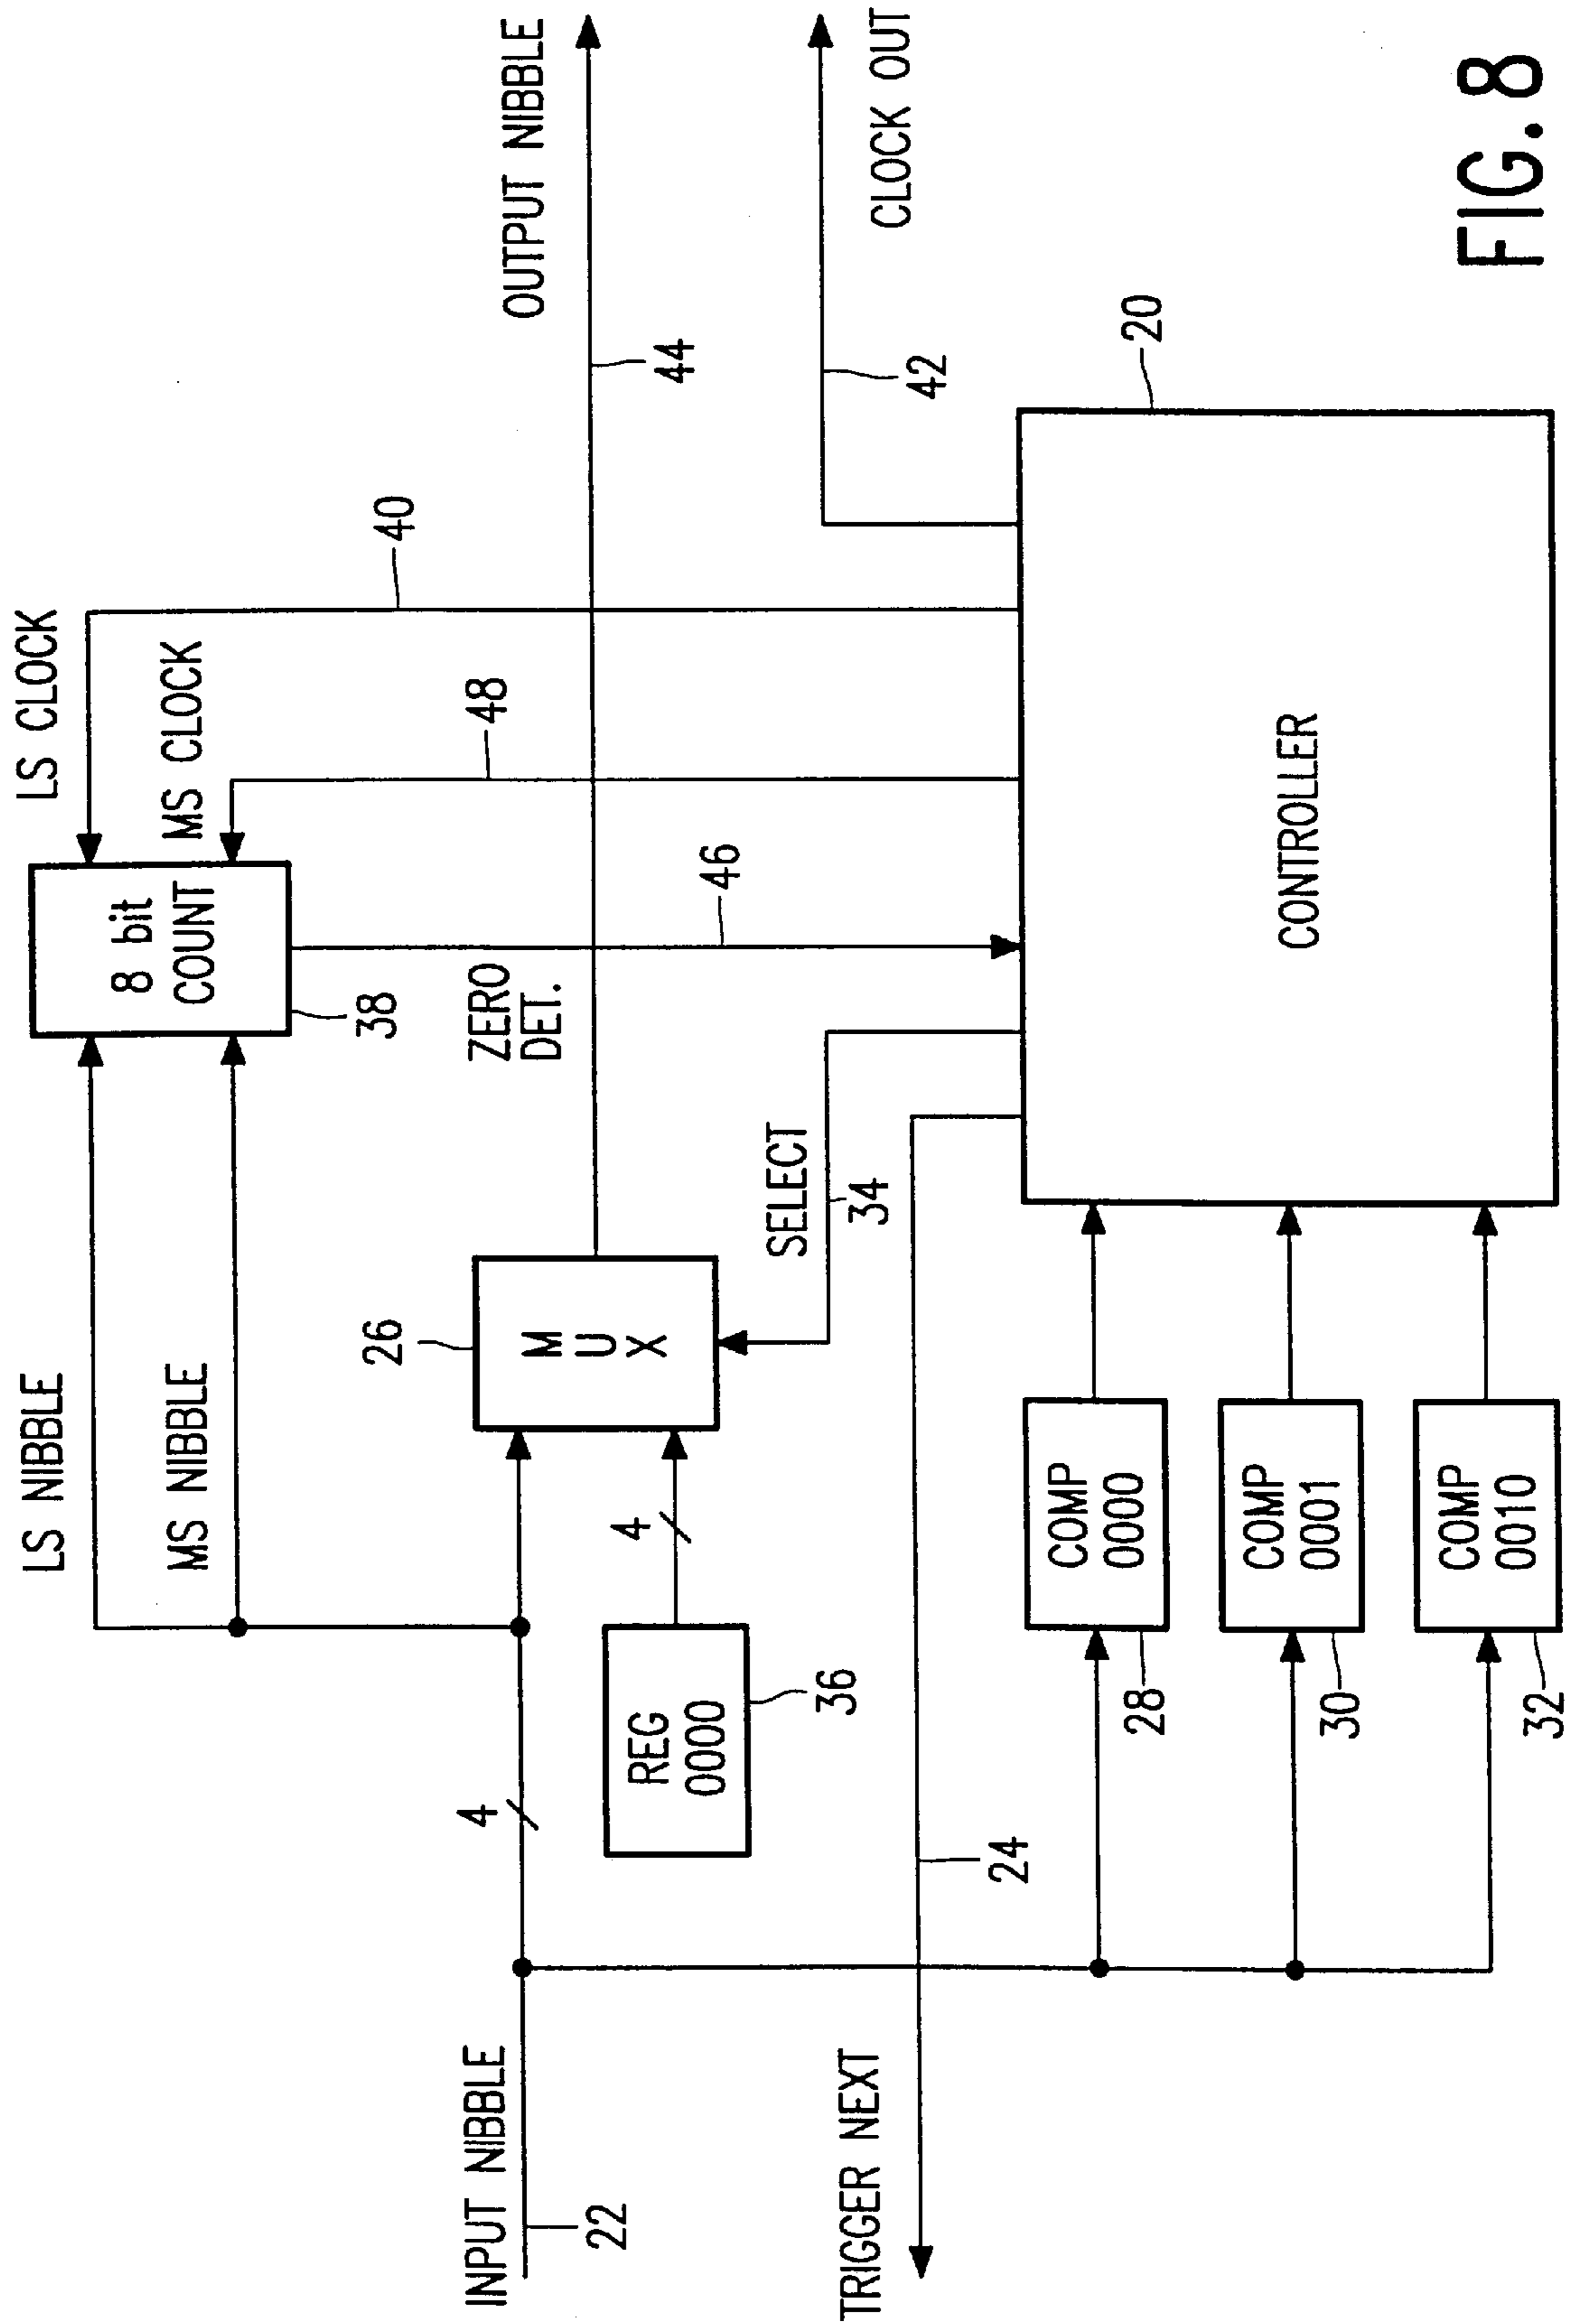 LS NIBBLE
LS CLOCK
MS NIBBLE
8 bit
COUNT
MS CLOCK
38
40
INPUT NIBBLE
22
4
26
M
U
X
ZERO
DET.
48
OUTPUT NIBBLE
44
REG
0000
36
4
SELECT
34
46
TRIGGER NEXT
24
42
CLOCK OUT
COMP
0000
28
COMP
0001
30
COMP
0010
32
CONTROLLER
20
FIG. 8